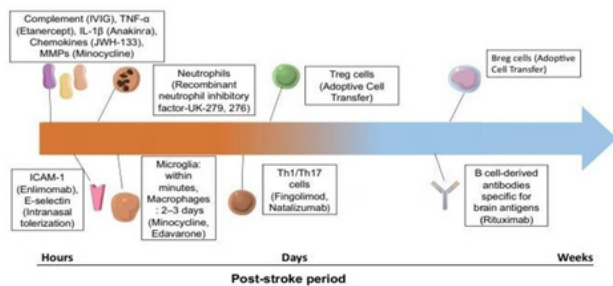 Complement (IVIG), TNF-α
(Etanercept), IL-1β (Anakinra),
Chemokines (JWH-133),
MMPs (Minocycline)
Neutrophils
(Recombinant
neutrophil inhibitory
factor-UK-279, 276)
Treg cells
(Adoptive
Cell Transfer)
Breg cells (Adoptive
Cell Transfer)
ICAM-1
(Enlimomab),
E-selectin
(Intranasal
tolerization)
Microglia:
within
minutes,
Macrophages
: 2–3 days
(Minocycline,
Edavarone)
Th1/Th17
cells
(Fingolimod,
Natalizumab)
B cell-derived
antibodies
specific for
brain antigens
(Rituximab)
Hours
Days
Weeks
Post-stroke period